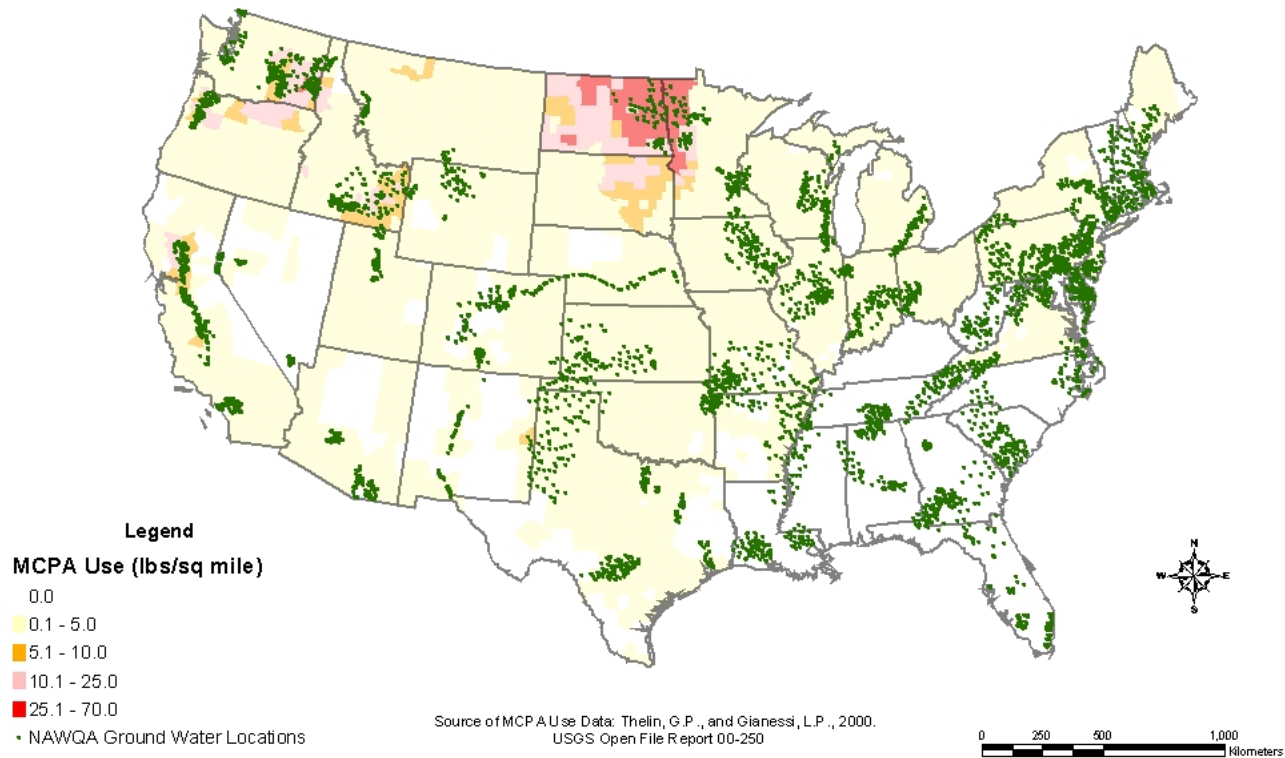 Legend
MCPA Use (lbs/sq mile)
0.0
0.1 - 5.0
5.1 - 10.0
10.1 - 25.0
25.1 - 70.0
NAWQA Ground Water Locations
Source of MCPA Use Data: Thelin, G.P., and Gianessi, L.P., 2000.
USGS Open File Report 00-250
N
W E
S
0 250 500 1,000
Kilometers